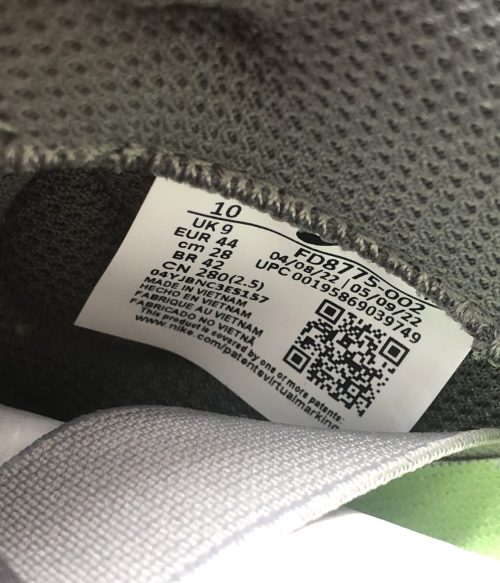 10
UK 9
EUR 44
cm 28
BR 42
CN 280(2.5)
04YJBNC3ES1S7
MADE IN VIETNAM
HECHO EN VIETNAM
FABRIQUE AU VIETNAM
FABRICADO NO VIETNA
This product is covered by one or more patents:
www.nike.com/patentsvirtualmarking
FD8775-002
04/08/22 | 05/09/22
UPC 00195869039749